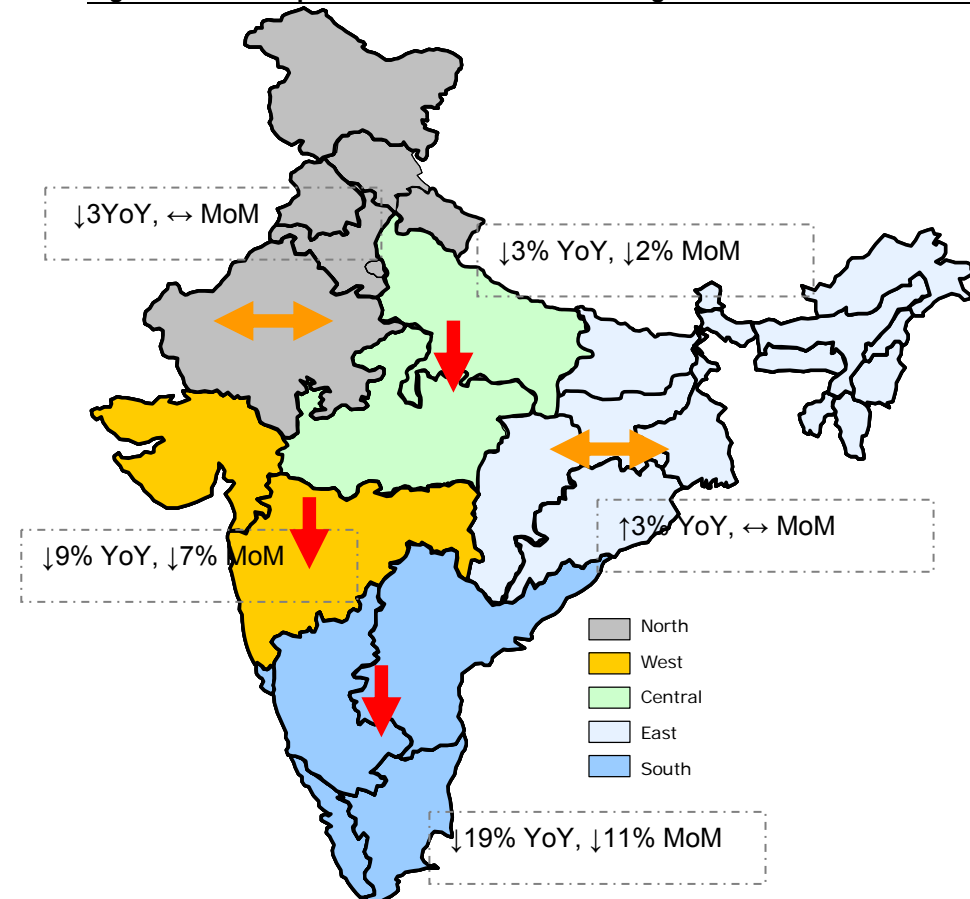 ↓3YoY, ↔ MoM
↓3% YoY, ↓2% MoM
↑3% YoY, ↔ MoM
↓9% YoY, ↓7% MoM
North
West
Central
East
South
↓19% YoY, ↓11% MoM